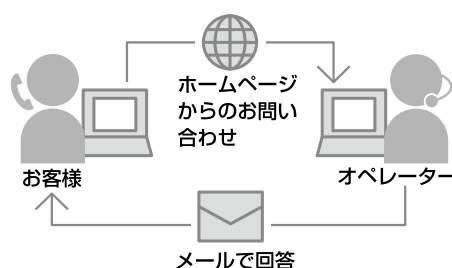 ホームページ
からのお問い
合わせ
お客様
オペレーター
メールで回答